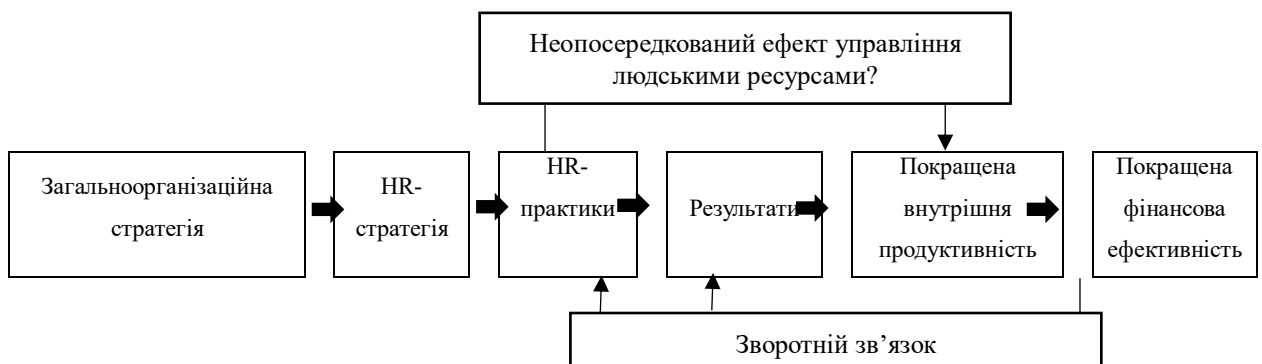 Неопосередкований ефект управління
людськими ресурсами?
Загальноорганізаційна
стратегія
HR-
стратегія
HR-
практики
Результати
Покращена
внутрішня
продуктивність
Покращена
фінансова
ефективність
Зворотній зв’язок